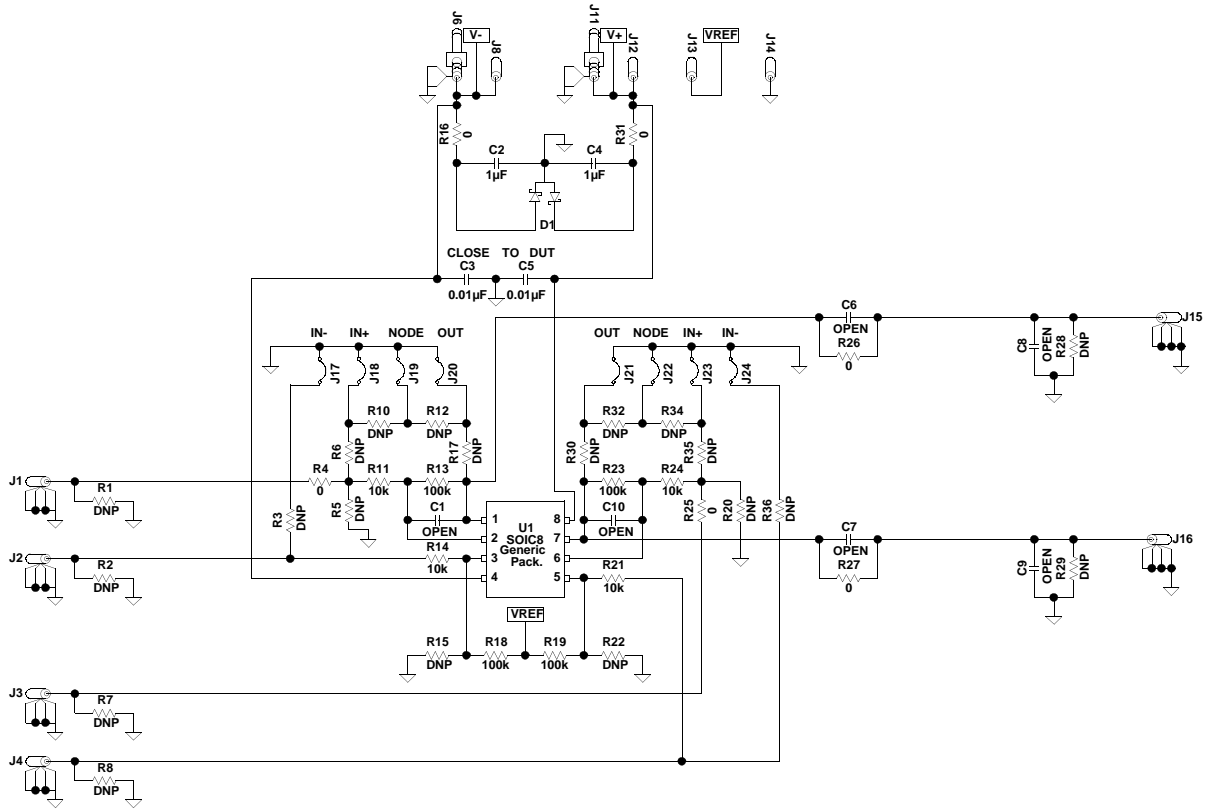 J6
V-
J8
J11
V+
J12
J13
VREF
J14
R16
0
R31
0
C2
1µF
C4
1µF
D1
CLOSE TO DUT
C3
0.01µF
C5
0.01µF
IN- IN+ NODE OUT
J17
J18
J19
J20
OUT NODE IN+ IN-
J21
J22
J23
J24
C6
OPEN
R26
0
C8
OPEN
R28
DNP
J15
R10
DNP
R12
DNP
R32
DNP
R34
DNP
R6
DNP
R17
DNP
R30
DNP
R35
DNP
J1
R1
DNP
R4
0
R11
10k
R13
100k
R23
100k
R24
10k
R3
DNP
R5
DNP
C1
OPEN
C10
OPEN
R25
0
R20
DNP
R36
DNP
1
2
3
4
U1
SOIC8
Generic
Pack.
8
7
6
5
J2
R2
DNP
R14
10k
R21
10k
C7
OPEN
R27
0
C9
OPEN
R29
DNP
J16
VREF
R15
DNP
R18
100k
R19
100k
R22
DNP
J3
R7
DNP
J4
R8
DNP